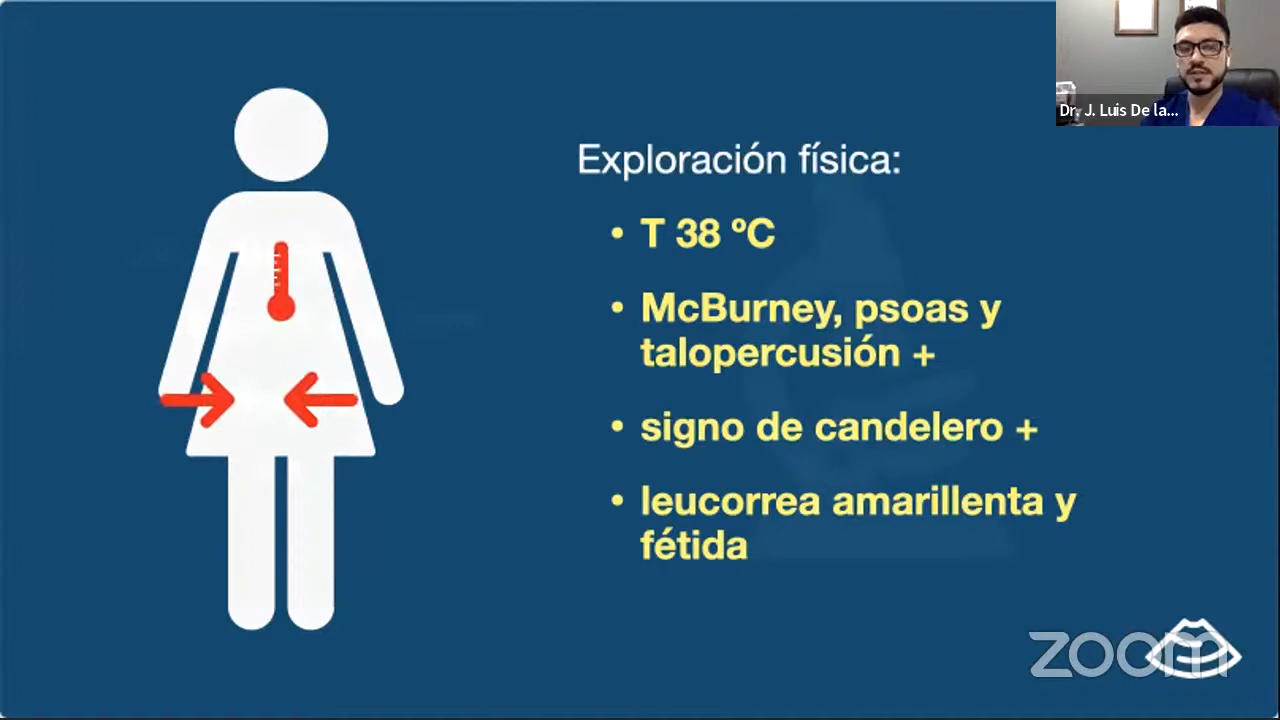 Dr. J. Luis De la...
Exploración física:
• T 38 ºC
• McBurney, psoas y
talopercusión +
• signo de candelero +
• leucorrea amarillenta y
fétida
zoom